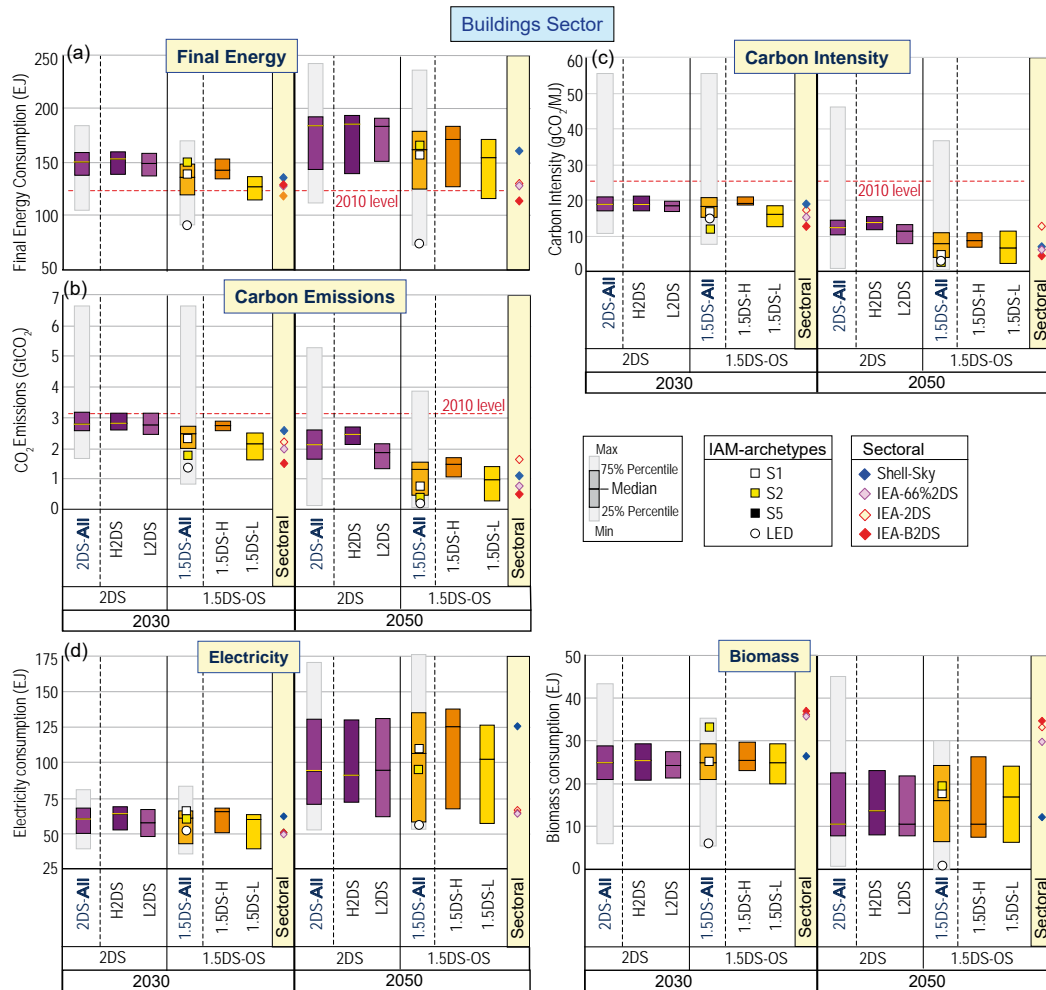 Buildings Sector
(a)
Final Energy
Final Energy Consumption (EJ)
250
200
150
100
50
2010 level
(b)
Carbon Emissions
CO2 Emissions (GtCO2)
7
6
5
4
3
2
1
0
2010 level
2DS-All
H2DS
L2DS
1.5DS-All
1.5DS-H
1.5DS-L
Sectoral
2DS-All
H2DS
L2DS
1.5DS-All
1.5DS-H
1.5DS-L
Sectoral
2DS
1.5DS-OS
2DS
1.5DS-OS
2030
2050
(c)
Carbon Intensity
Carbon Intensity (gCO2/MJ)
60
50
40
30
20
10
0
2010 level
2DS-All
H2DS
L2DS
1.5DS-All
1.5DS-H
1.5DS-L
Sectoral
2DS-All
H2DS
L2DS
1.5DS-All
1.5DS-H
1.5DS-L
Sectoral
2DS
1.5DS-OS
2DS
1.5DS-OS
2030
2050
Max
75% Percentile
Median
25% Percentile
Min
IAM-archetypes
S1
S2
S5
LED
Sectoral
Shell-Sky
IEA-66%2DS
IEA-2DS
IEA-B2DS
(d)
Electricity
Electricity consumption (EJ)
175
150
125
100
75
50
25
2DS-All
H2DS
L2DS
1.5DS-All
1.5DS-H
1.5DS-L
Sectoral
2DS-All
H2DS
L2DS
1.5DS-All
1.5DS-H
1.5DS-L
Sectoral
2DS
1.5DS-OS
2DS
1.5DS-OS
2030
2050
Biomass
Biomass consumption (EJ)
50
40
30
20
10
0
2DS-All
H2DS
L2DS
1.5DS-All
1.5DS-H
1.5DS-L
Sectoral
2DS-All
H2DS
L2DS
1.5DS-All
1.5DS-H
1.5DS-L
Sectoral
2DS
1.5DS-OS
2DS
1.5DS-OS
2030
2050